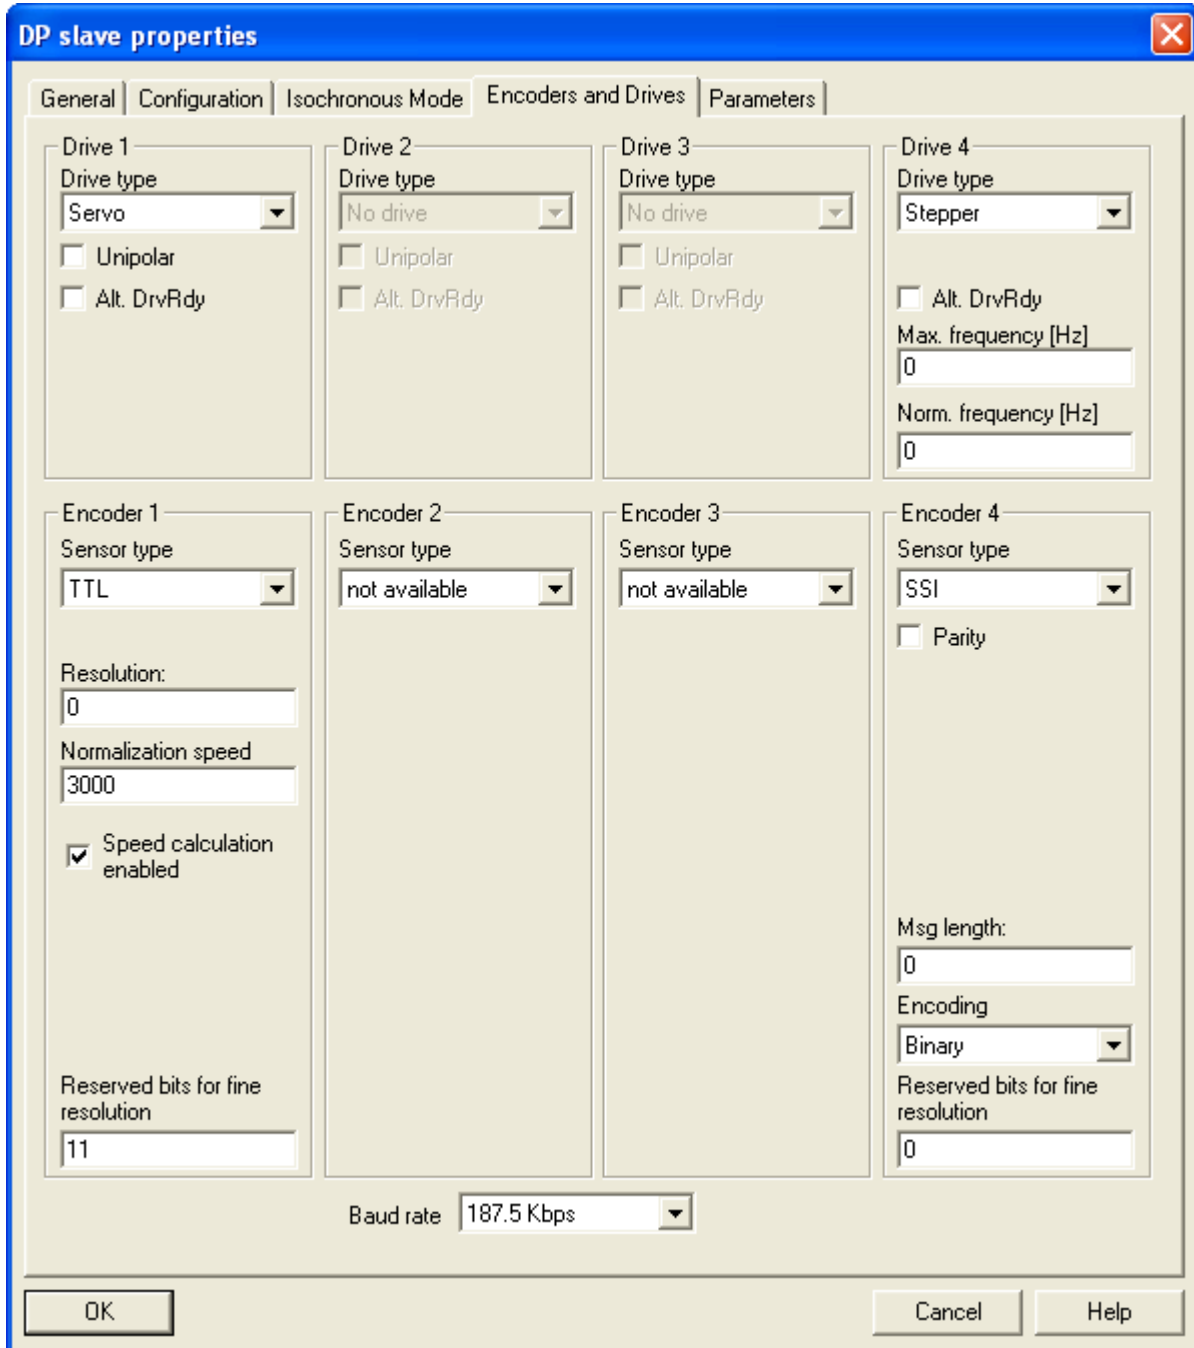 DP slave properties
General Configuration Isochronous Mode Encoders and Drives Parameters
Drive 1
Drive type
Servo
Unipolar
Alt. DrvRdy
Drive 2
Drive type
No drive
Unipolar
Alt. DrvRdy
Drive 3
Drive type
No drive
Unipolar
Alt. DrvRdy
Drive 4
Drive type
Stepper
Alt. DrvRdy
Max. frequency [Hz]
0
Norm. frequency [Hz]
0
Encoder 1
Sensor type
TTL
Resolution:
0
Normalization speed
3000
Speed calculation
enabled
Reserved bits for fine
resolution
11
Encoder 2
Sensor type
not available
Encoder 3
Sensor type
not available
Encoder 4
Sensor type
SSI
Parity
Msg length:
0
Encoding
Binary
Reserved bits for fine
resolution
0
Baud rate 187.5 Kbps
OK Cancel Help